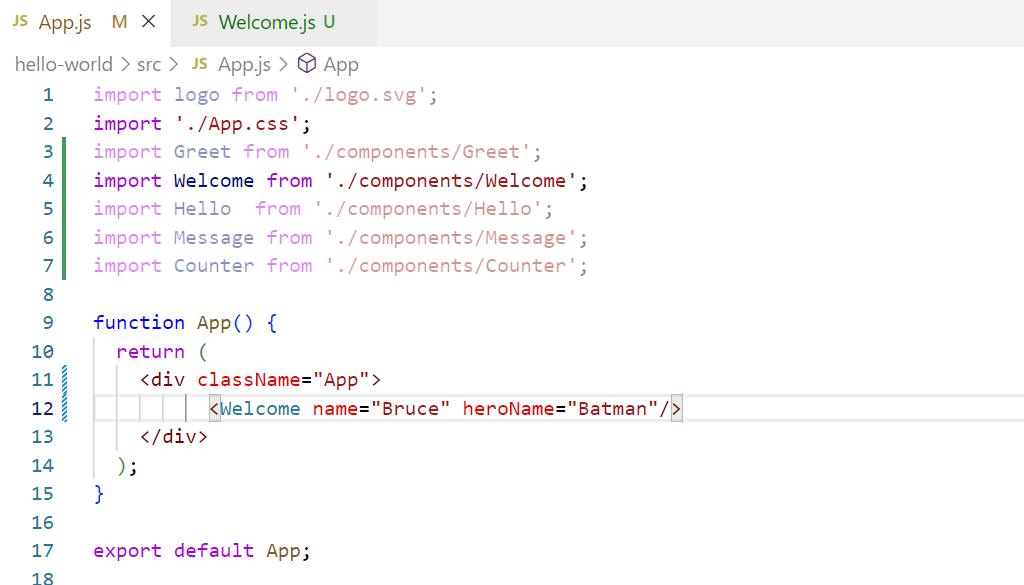 JS App.js M × JS Welcome.js U
hello-world > src > JS App.js > App
1 import logo from './logo.svg';
2 import './App.css';
3 import Greet from './components/Greet';
4 import Welcome from './components/Welcome';
5 import Hello  from './components/Hello';
6 import Message from './components/Message';
7 import Counter from './components/Counter';
8
9 function App() {
10   return (
11     <div className="App">
12           <Welcome name="Bruce" heroName="Batman"/>
13     </div>
14   );
15 }
16
17 export default App;
18